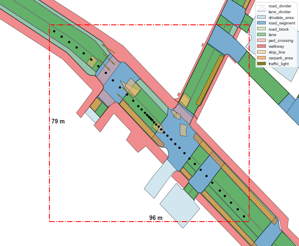 road_divider
lane_divider
drivable_area
road_segment
road_block
lane
ped_crossing
walkway
stop_line
carpark_area
traffic_light
79 m
96 m